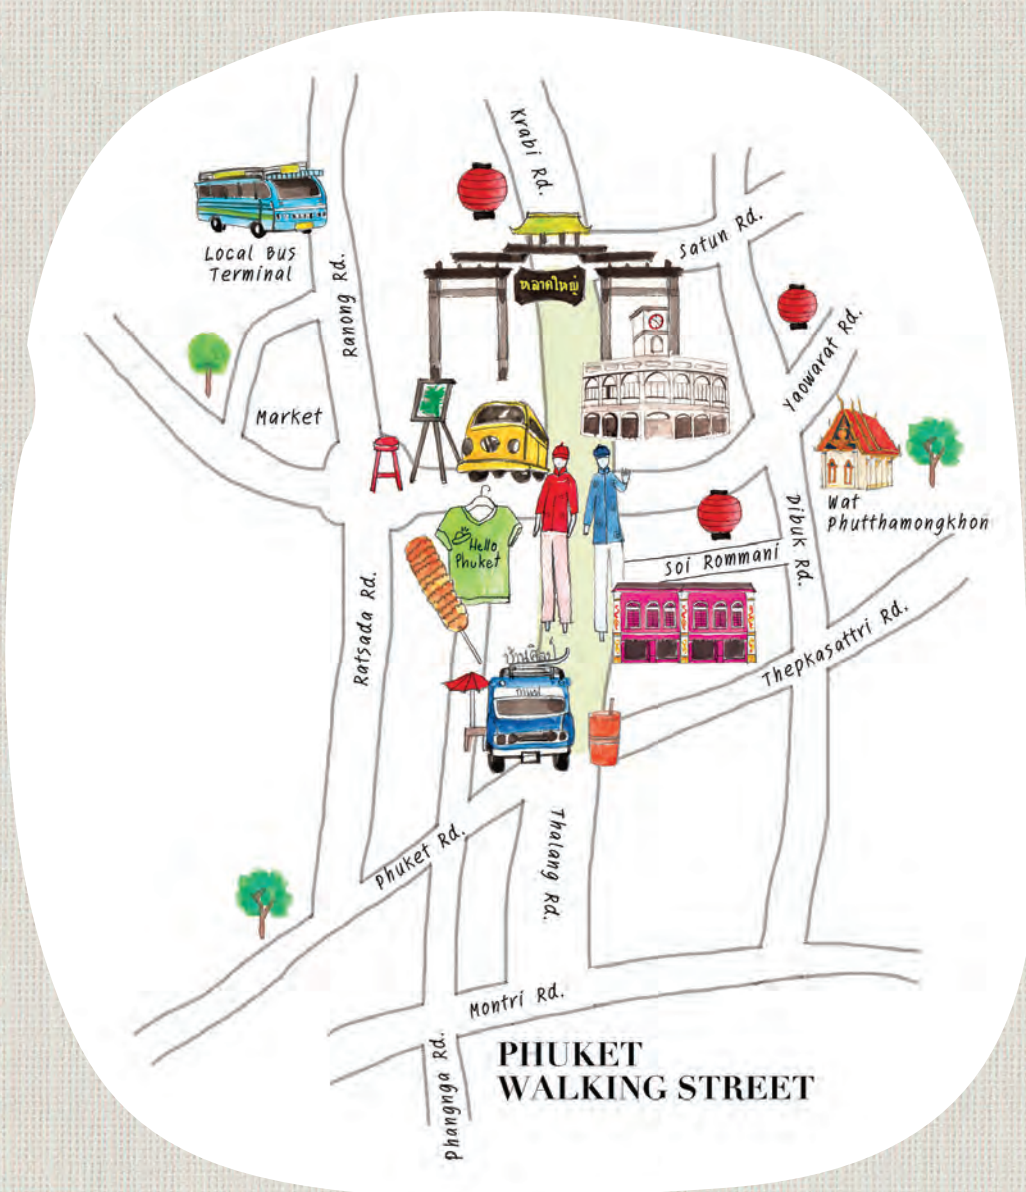 Krabi Rd.
Satun Rd.
Local Bus
Terminal
Ranong Rd.
หลาดใหญ่
Yaowarat Rd.
Market
Wat
Phutthamongkhon
Dibuk Rd.
Hello
Phuket
Soi Rommani
Ratsada Rd.
Thepkasattri Rd.
Phuket Rd.
Thalang Rd.
Montri Rd.
Phangnga Rd.
PHUKET
WALKING STREET